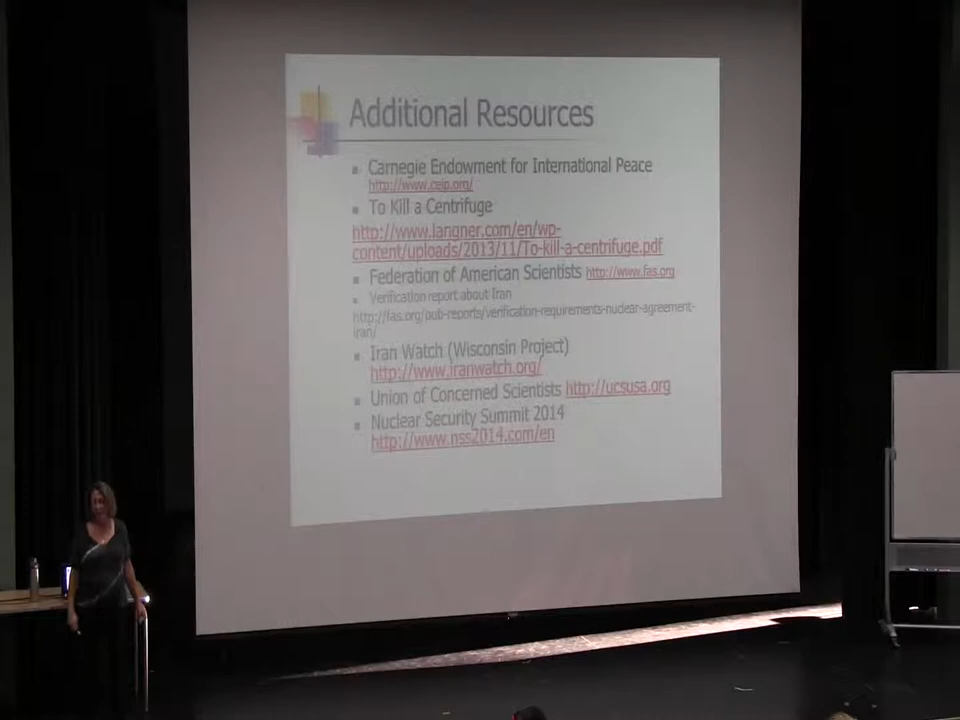 Additional Resources
Carnegie Endowment for International Peace
http://www.ceip.org/
To Kill a Centrifuge
http://www.langner.com/en/wp-
content/uploads/2013/11/To-kill-a-centrifuge.pdf
Federation of American Scientists http://www.fas.org
Verification report about Iran
http://fas.org/pub-reports/verification-requirements-nuclear-agreement-
iran/
Iran Watch (Wisconsin Project)
http://www.iranwatch.org/
Union of Concerned Scientists http://ucsusa.org
Nuclear Security Summit 2014
http://www.nss2014.com/en